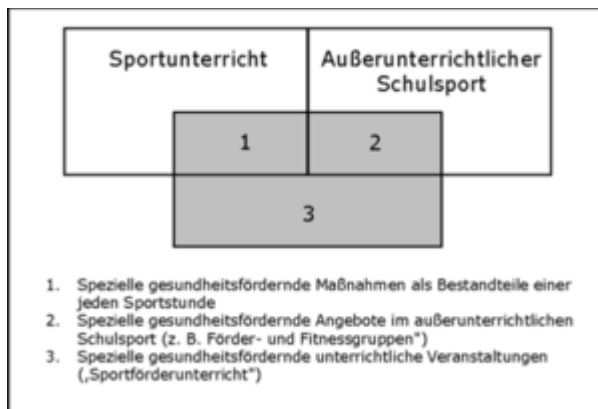 Sportunterricht
Außerunterrichtlicher
Schulsport
1
2
3
1. Spezielle gesundheitsfördernde Maßnahmen als Bestandteile einer
jeden Sportstunde
2. Spezielle gesundheitsfördernde Angebote im außerunterrichtlichen
Schulsport (z. B. Förder- und Fitnessgruppen")
3. Spezielle gesundheitsfördernde unterrichtliche Veranstaltungen
(„Sportförderunterricht")